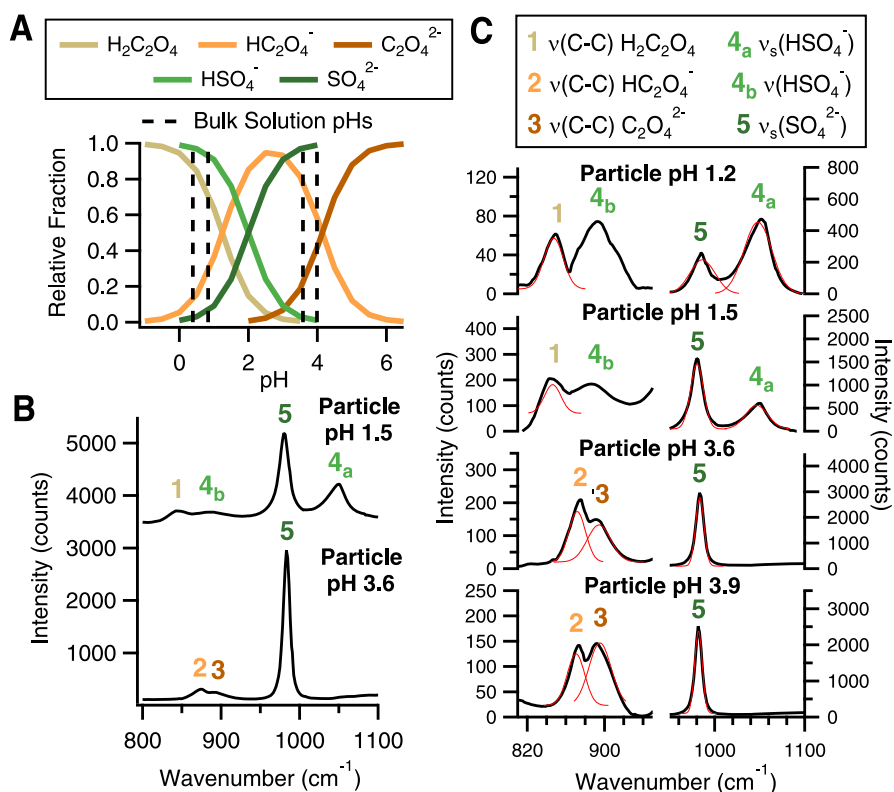 A
H₂C₂O₄ HC₂O₄⁻ C₂O₄²⁻
HSO₄⁻ SO₄²⁻
Bulk Solution pHs
1.0
0.8
0.6
0.4
0.2
0.0
Relative Fraction
0 2 4 6
pH
B
5
Particle
pH 1.5
1 4b 4a
5
Particle
pH 3.6
2 3
5000
4000
3000
2000
1000
Intensity (counts)
800 900 1000 1100
Wavenumber (cm⁻¹)
C
1 ν(C-C) H₂C₂O₄ 4a νs(HSO₄⁻)
2 ν(C-C) HC₂O₄⁻ 4b ν(HSO₄⁻)
3 ν(C-C) C₂O₄²⁻ 5 νs(SO₄²⁻)
Particle pH 1.2
120
80
40
0
1 4b 5 4a
800
600
400
200
0
Particle pH 1.5
400
300
200
100
0
1 4b 5 4a
2500
2000
1500
1000
500
0
Particle pH 3.6
300
200
100
0
2 3 5
4000
3000
2000
1000
0
Particle pH 3.9
250
200
150
100
50
0
2 3 5
3000
2000
1000
0
Intensity (counts)
Intensity (counts)
820 900 1000 1100
Wavenumber (cm⁻¹)